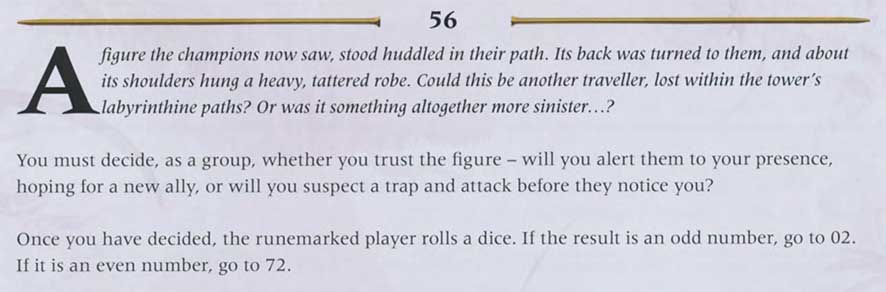 56
A figure the champions now saw, stood huddled in their path. Its back was turned to them, and about
its shoulders hung a heavy, tattered robe. Could this be another traveller, lost within the tower's
labyrinthine paths? Or was it something altogether more sinister…?
You must decide, as a group, whether you trust the figure – will you alert them to your presence,
hoping for a new ally, or will you suspect a trap and attack before they notice you?
Once you have decided, the runemarked player rolls a dice. If the result is an odd number, go to 02.
If it is an even number, go to 72.